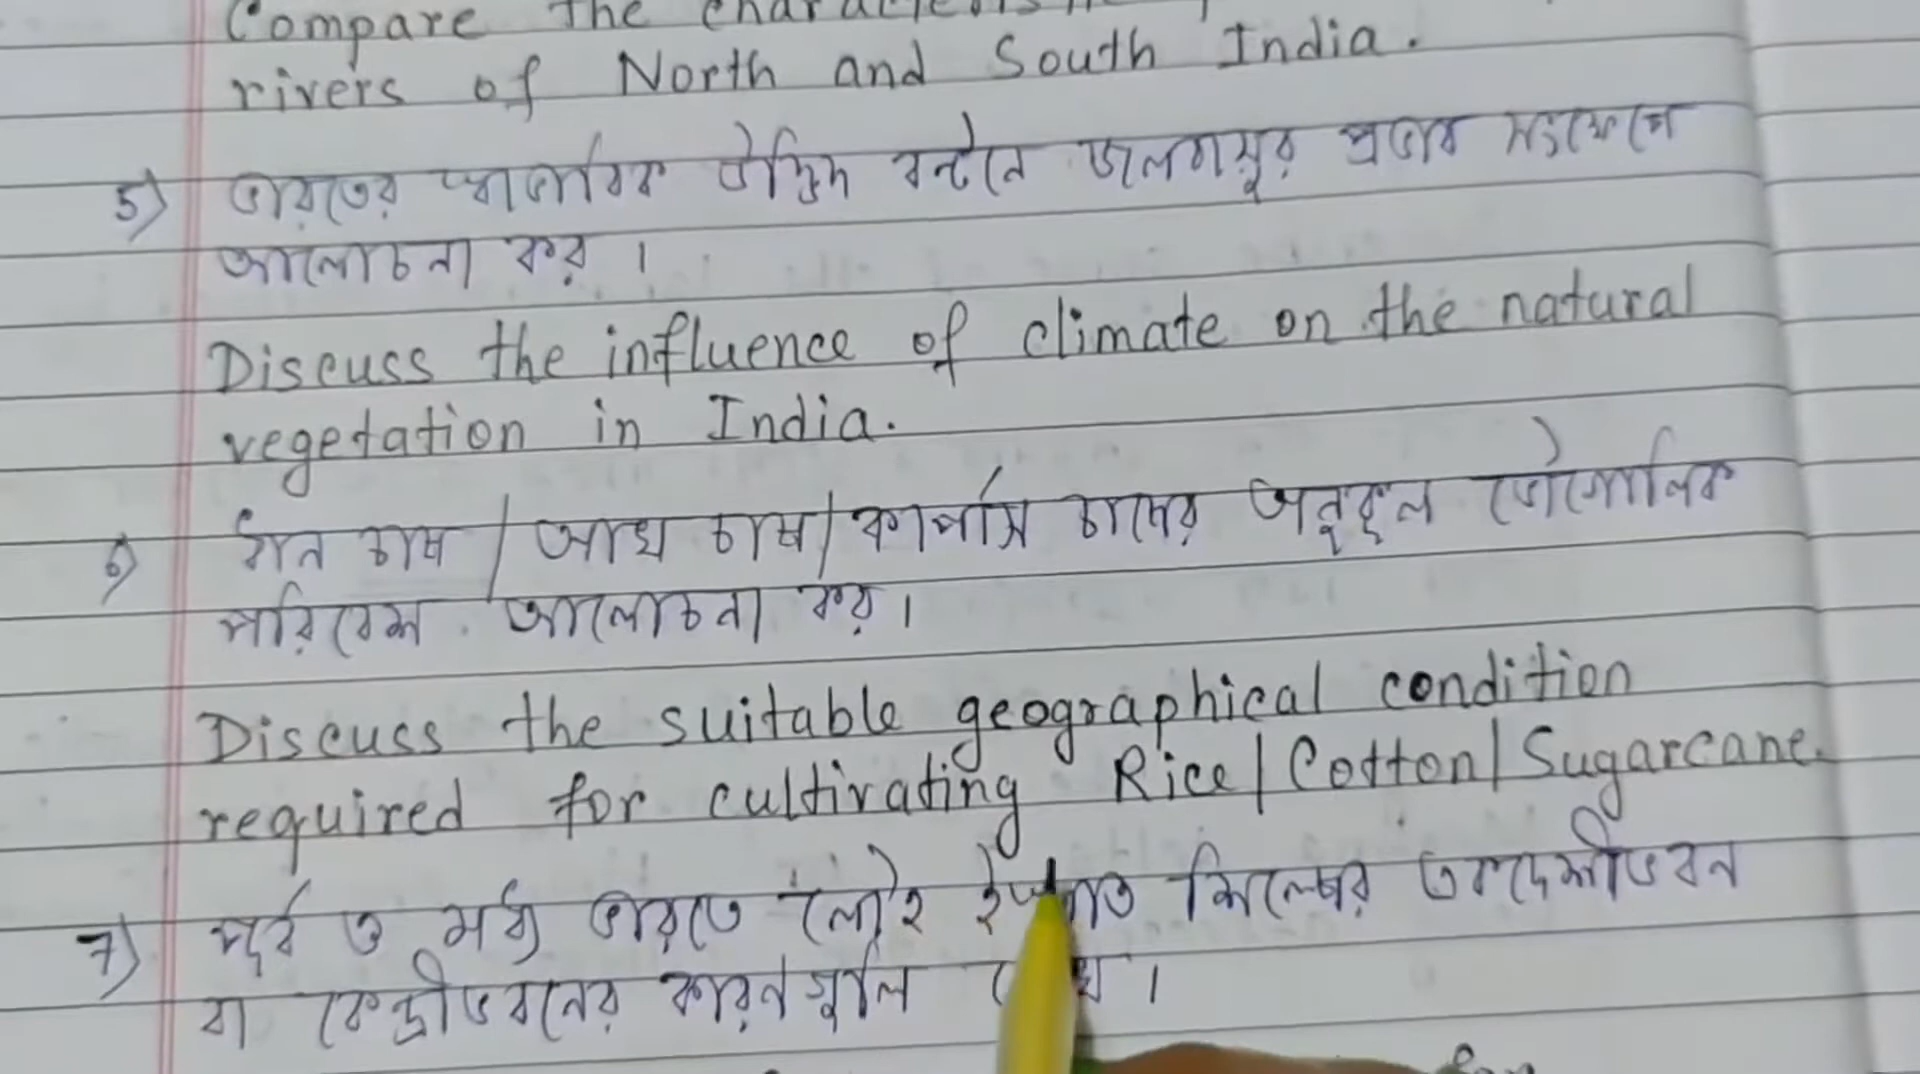 Compare the
rivers of North and South India.
5) ভারতের স্বাভাবিক উদ্ভিদ বন্টনে জলবায়ুর প্রভাব সংক্ষেপে
আলোচনা কর ।
Discuss the influence of climate on the natural
vegetation in India.
6) ধান চাষ / আখ চাষ / কার্পাস চাষের অনুকূল ভৌগোলিক
পরিবেশ আলোচনা কর ।
Discuss the suitable geographical condition
required for cultivating Rice/Cotton/Sugarcane.
7) পূর্ব ও মধ্য ভারতে লৌহ ইস্পাত শিল্পের একদেশীভবন
বা কেন্দ্রীভবনের কারণগুলি ।